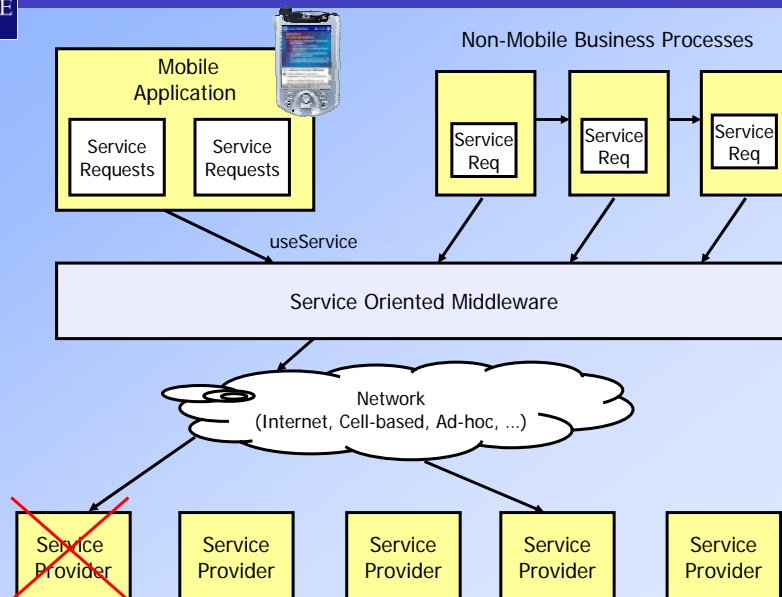 E
Non-Mobile Business Processes
Mobile
Application
Service
Requests
Service
Requests
Service
Req
Service
Req
Service
Req
useService
Service Oriented Middleware
Network
(Internet, Cell-based, Ad-hoc, ...)
Service
Provider
Service
Provider
Service
Provider
Service
Provider
Service
Provider